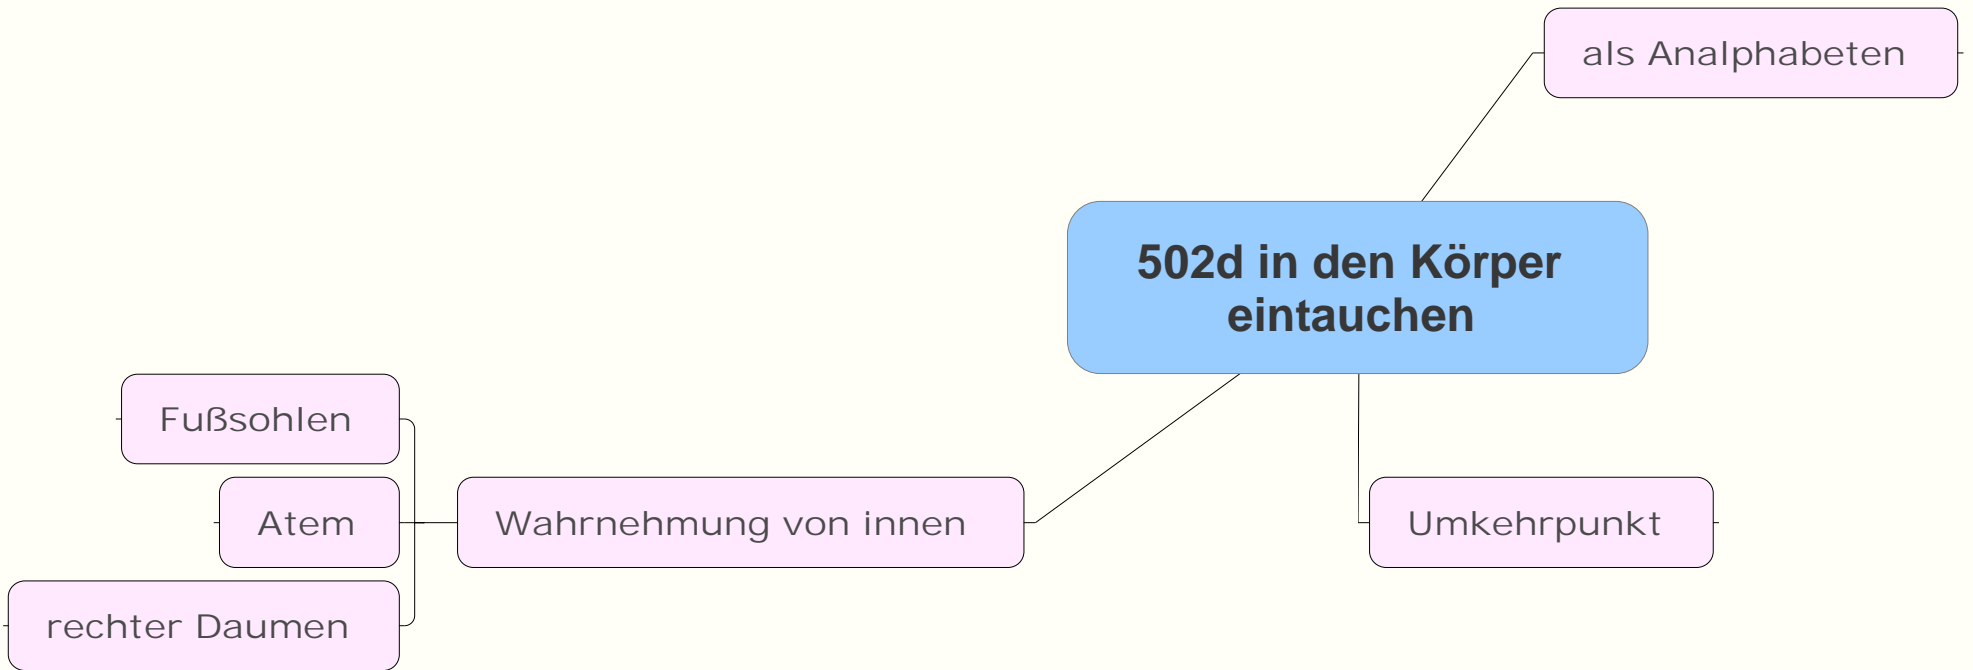 als Analphabeten
502d in den Körper
eintauchen
Fußsohlen
Atem
Wahrnehmung von innen
Umkehrpunkt
rechter Daumen